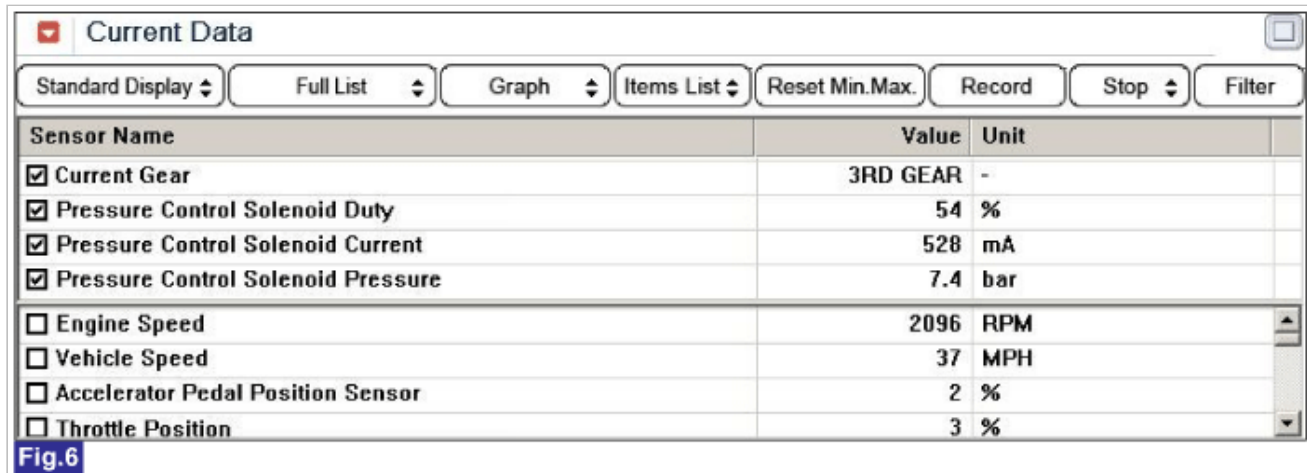 Current Data
Standard Display Full List Graph Items List Reset Min.Max. Record Stop Filter
Sensor Name Value Unit
Current Gear 3RD GEAR -
Pressure Control Solenoid Duty 54 %
Pressure Control Solenoid Current 528 mA
Pressure Control Solenoid Pressure 7.4 bar
Engine Speed 2096 RPM
Vehicle Speed 37 MPH
Accelerator Pedal Position Sensor 2 %
Throttle Position 3 %
Fig.6